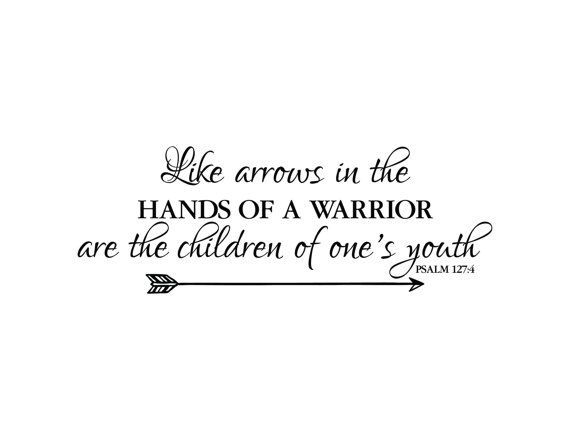 Like arrows in the
HANDS OF A WARRIOR
are the children of one's youth
PSALM 127:4